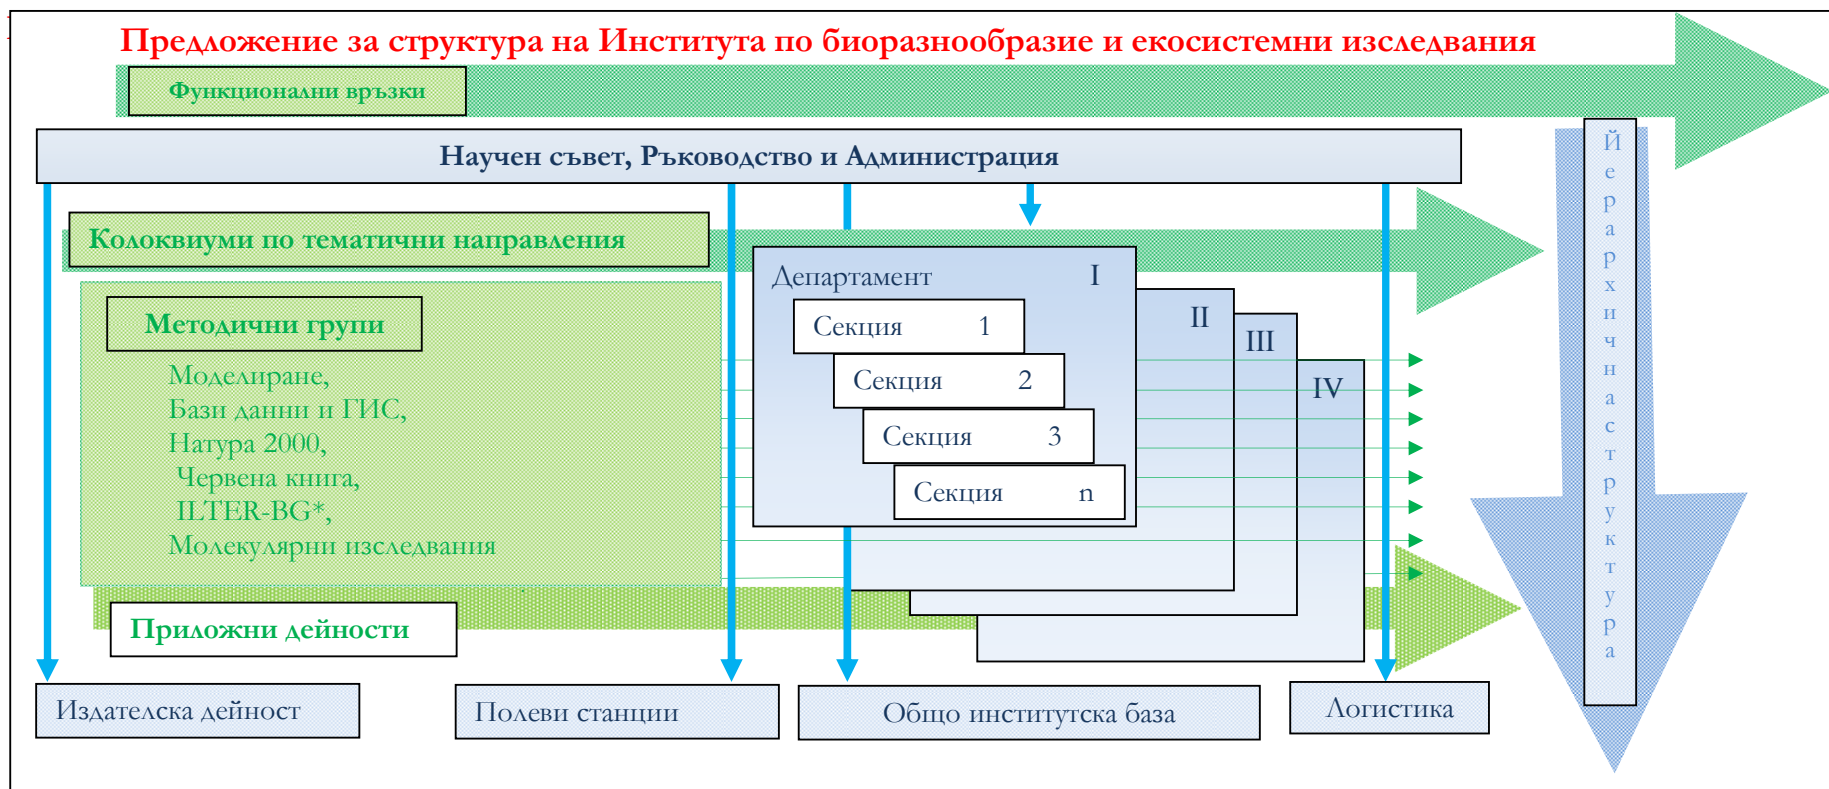 Предложение за структура на Института по биоразнообразие и екосистемни изследвания
Функционални връзки
Научен съвет, Ръководство и Администрация
Йерархична структура
Колоквиуми по тематични направления
Департамент I
II
III
IV
Секция 1
Секция 2
Секция 3
Секция n
Методични групи
Моделиране,
Бази данни и ГИС,
Натура 2000,
Червена книга,
ILTER-BG*,
Молекулярни изследвания
Приложни дейности
Издателска дейност
Полеви станции
Общо институтска база
Логистика